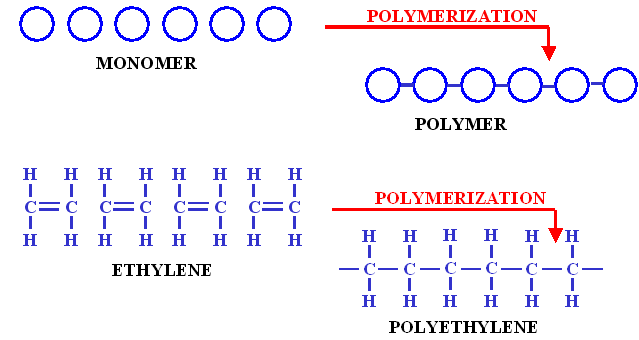 POLYMERIZATION
MONOMER
POLYMER
H H H H H H H H
C C C C C C C C
H H H H H H H H
ETHYLENE
POLYMERIZATION
H H H H H H
C C C C C C
H H H H H H
POLYETHYLENE